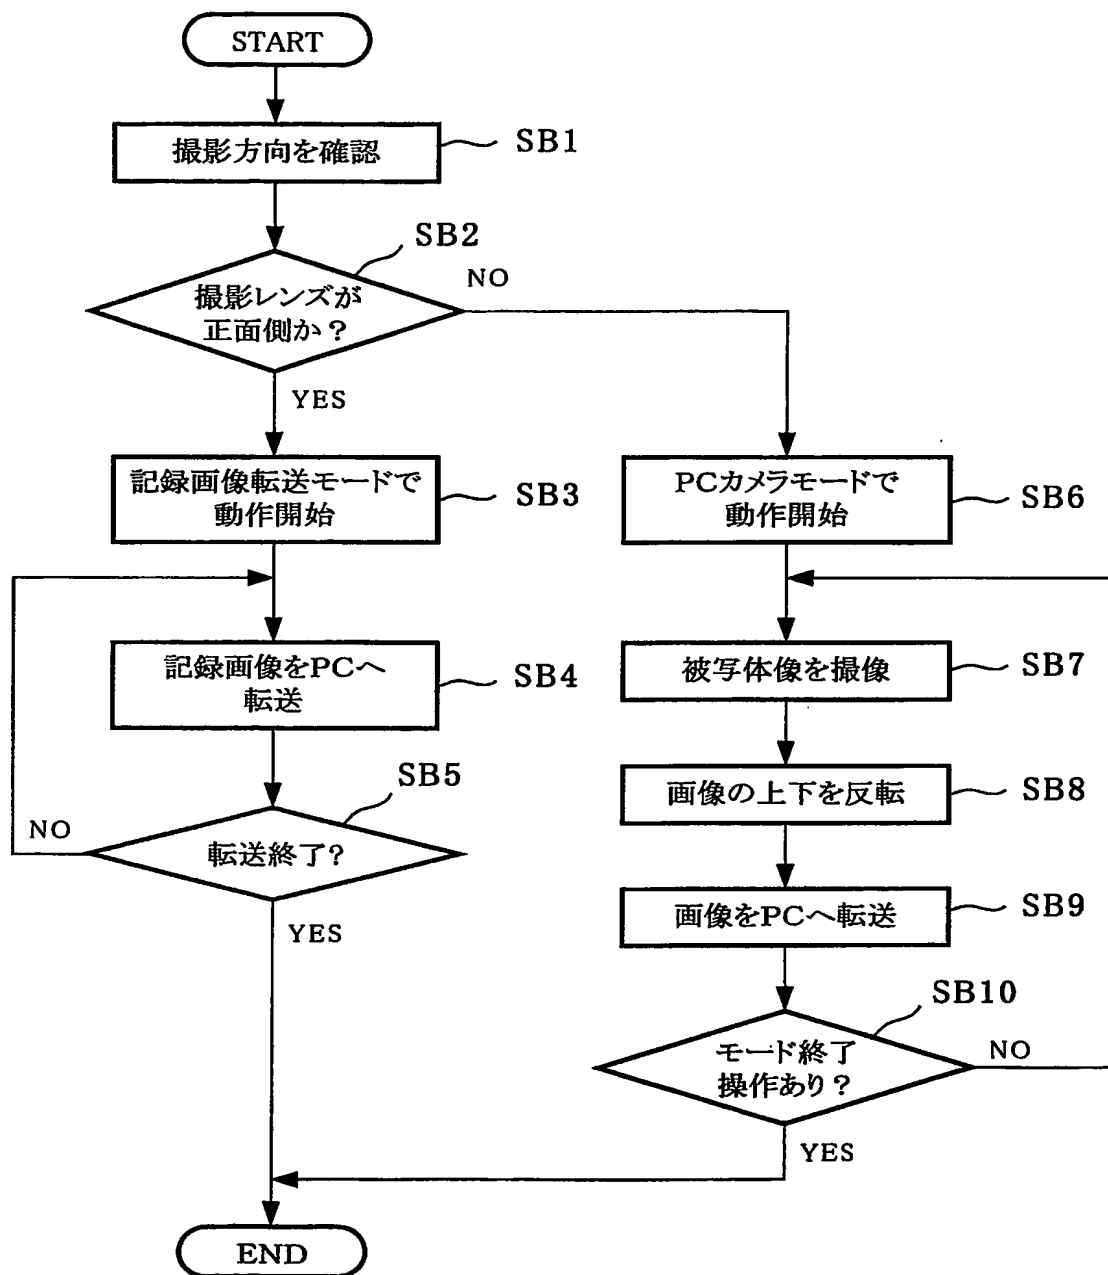 START
撮影方向を確認
SB1
SB2
撮影レンズが
正面側か？
NO
YES
記録画像転送モードで
動作開始
SB3
記録画像をPCへ
転送
SB4
SB5
転送終了？
NO
YES
PCカメラモードで
動作開始
SB6
被写体像を撮像
SB7
画像の上下を反転
SB8
画像をPCへ転送
SB9
SB10
モード終了
操作あり？
NO
YES
END